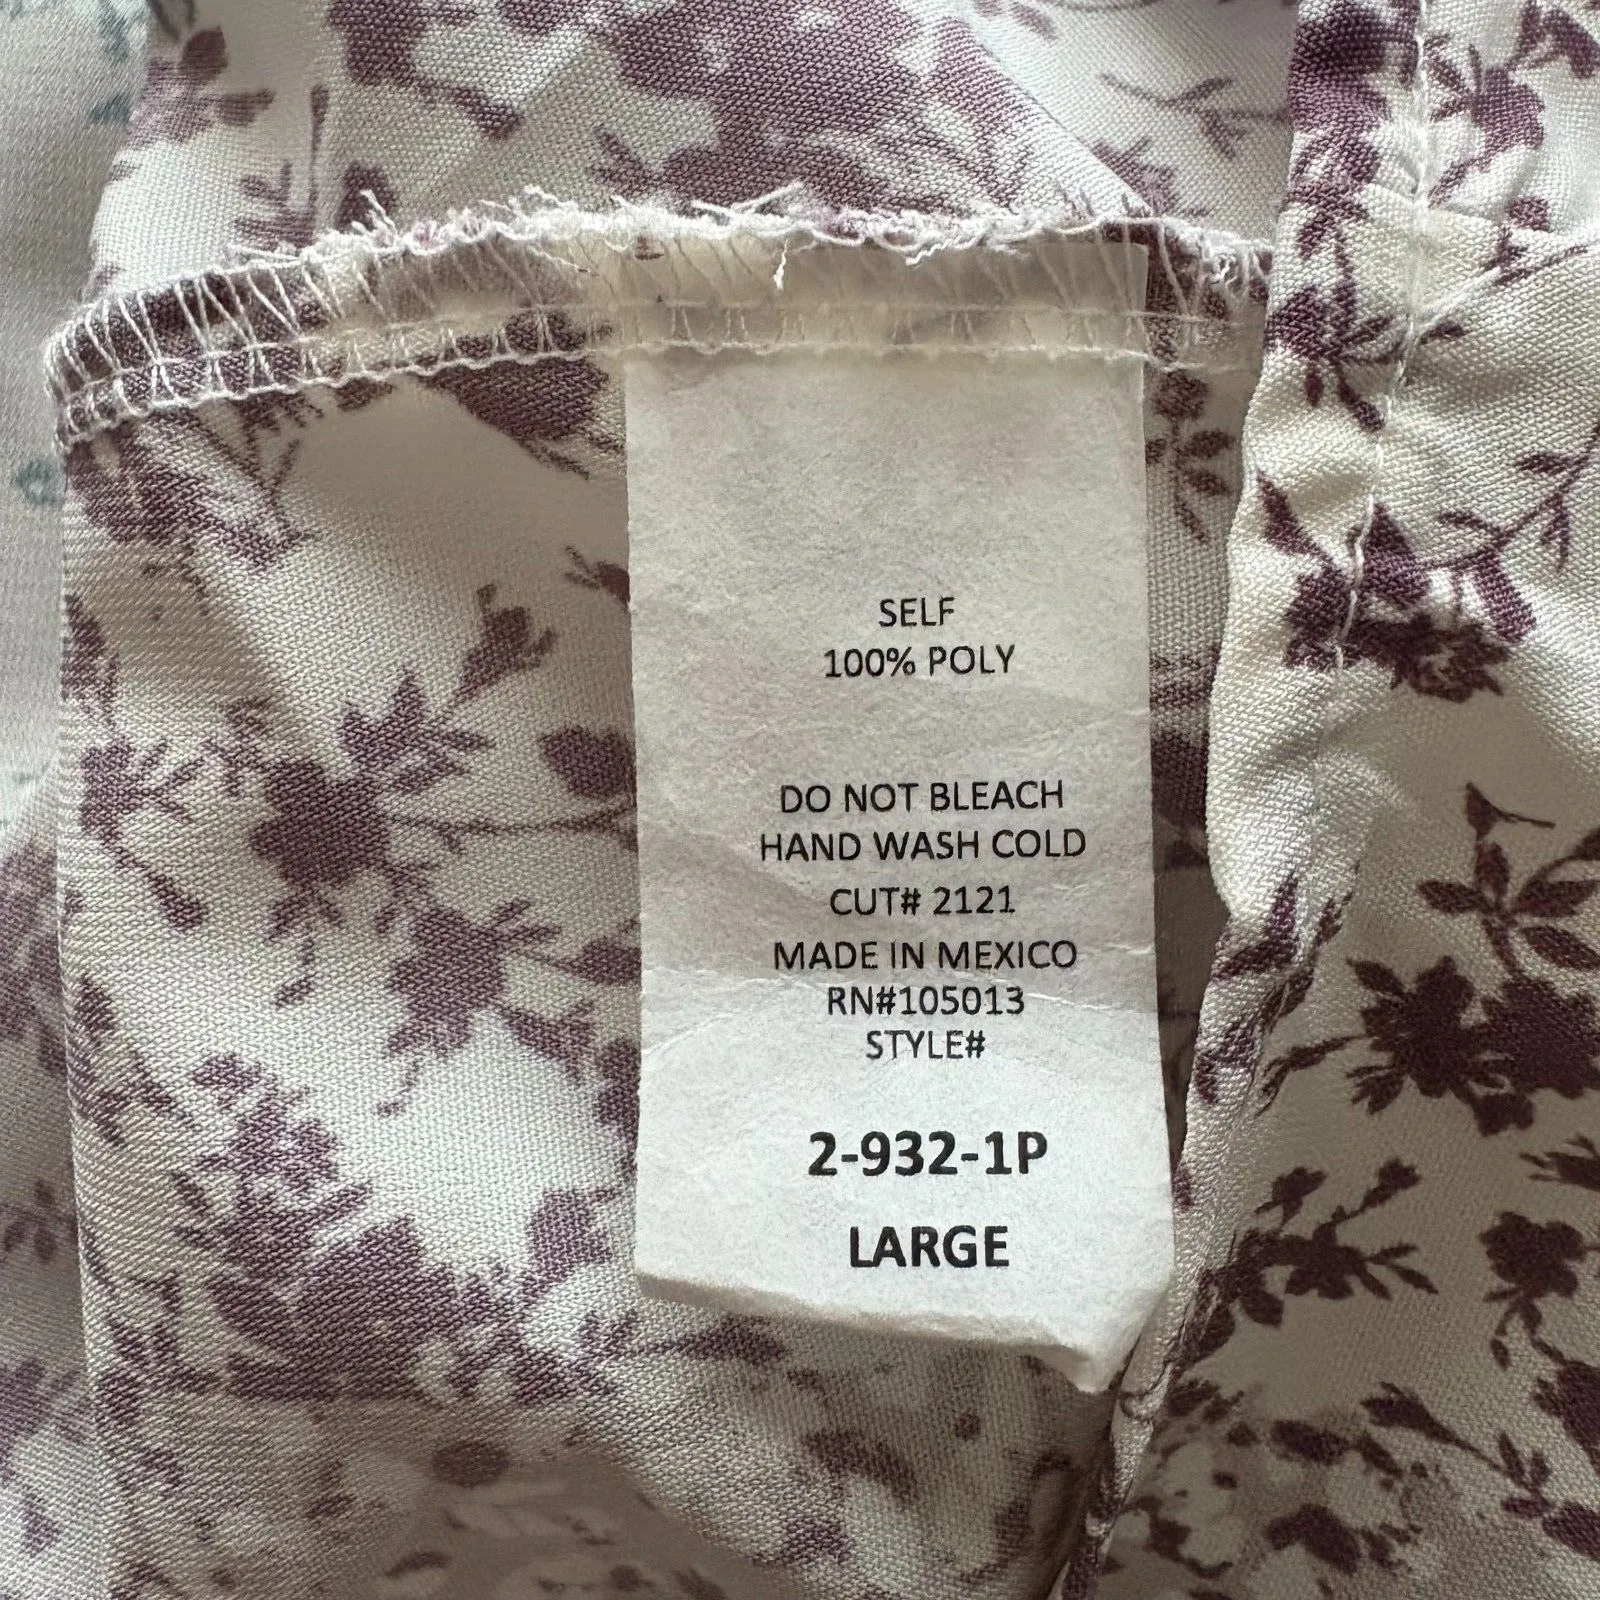 SELF
100% POLY
DO NOT BLEACH
HAND WASH COLD
CUT# 2121
MADE IN MEXICO
RN#105013
STYLE#
2-932-1P
LARGE